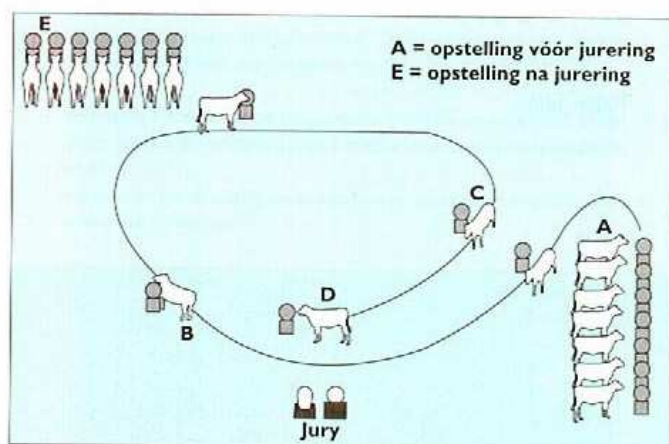 E
A = opstelling vóór jurering
E = opstelling na jurering
C
A
D
B
Jury